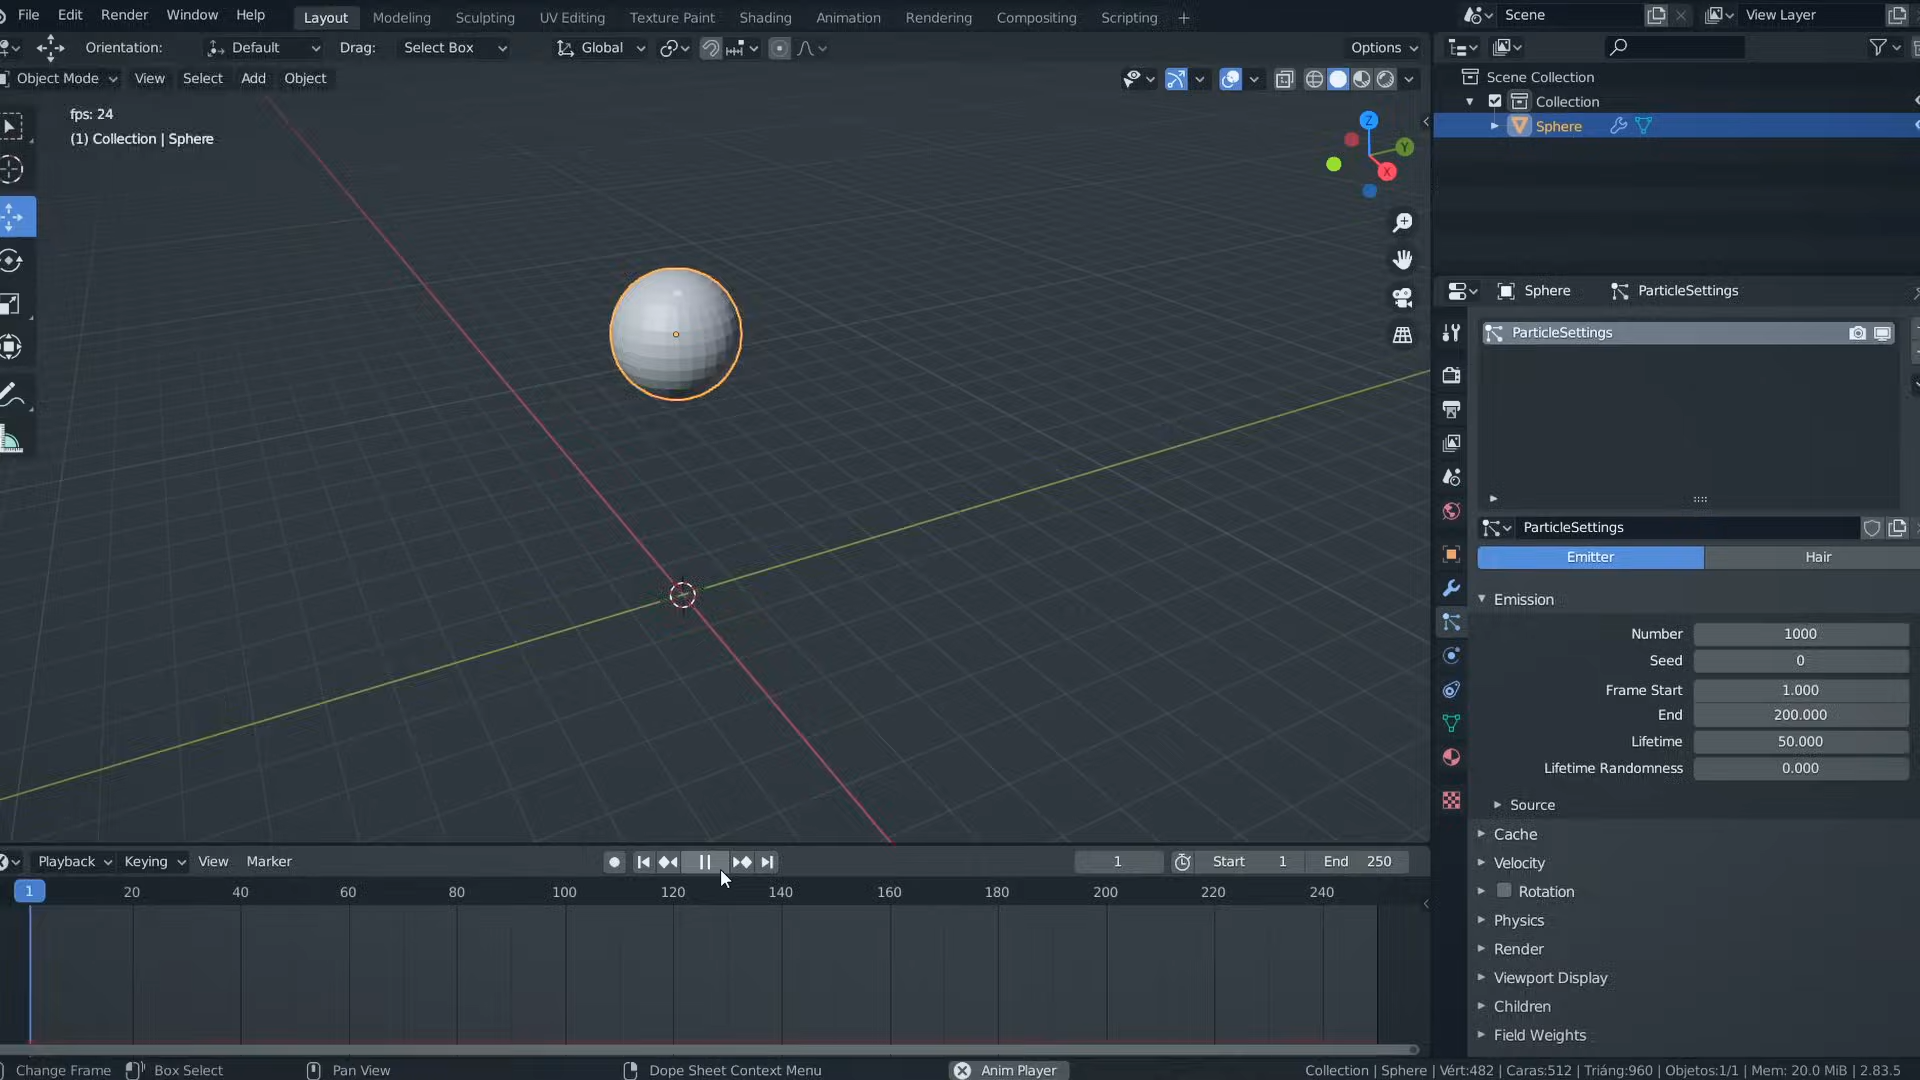 File Edit Render Window Help Layout Modeling Sculpting UV Editing Texture Paint Shading Animation Rendering Compositing Scripting + Scene View Layer
Orientation: Default Drag: Select Box Global Options
Object Mode View Select Add Object
fps: 24
(1) Collection | Sphere
Z
Y
X
Scene Collection
Collection
Sphere
Sphere ParticleSettings
ParticleSettings
ParticleSettings
Emitter Hair
Emission
Number 1000
Seed 0
Frame Start 1.000
End 200.000
Lifetime 50.000
Lifetime Randomness 0.000
Source
Cache
Velocity
Rotation
Physics
Render
Viewport Display
Children
Field Weights
Playback Keying View Marker 1 Start 1 End 250
1 20 40 60 80 100 120 140 160 180 200 220 240
Change Frame Box Select Pan View Dope Sheet Context Menu Anim Player Collection | Sphere | Vért:482 | Caras:512 | Triáng:960 | Objetos:1/1 | Mem: 20.0 MiB | 2.83.5